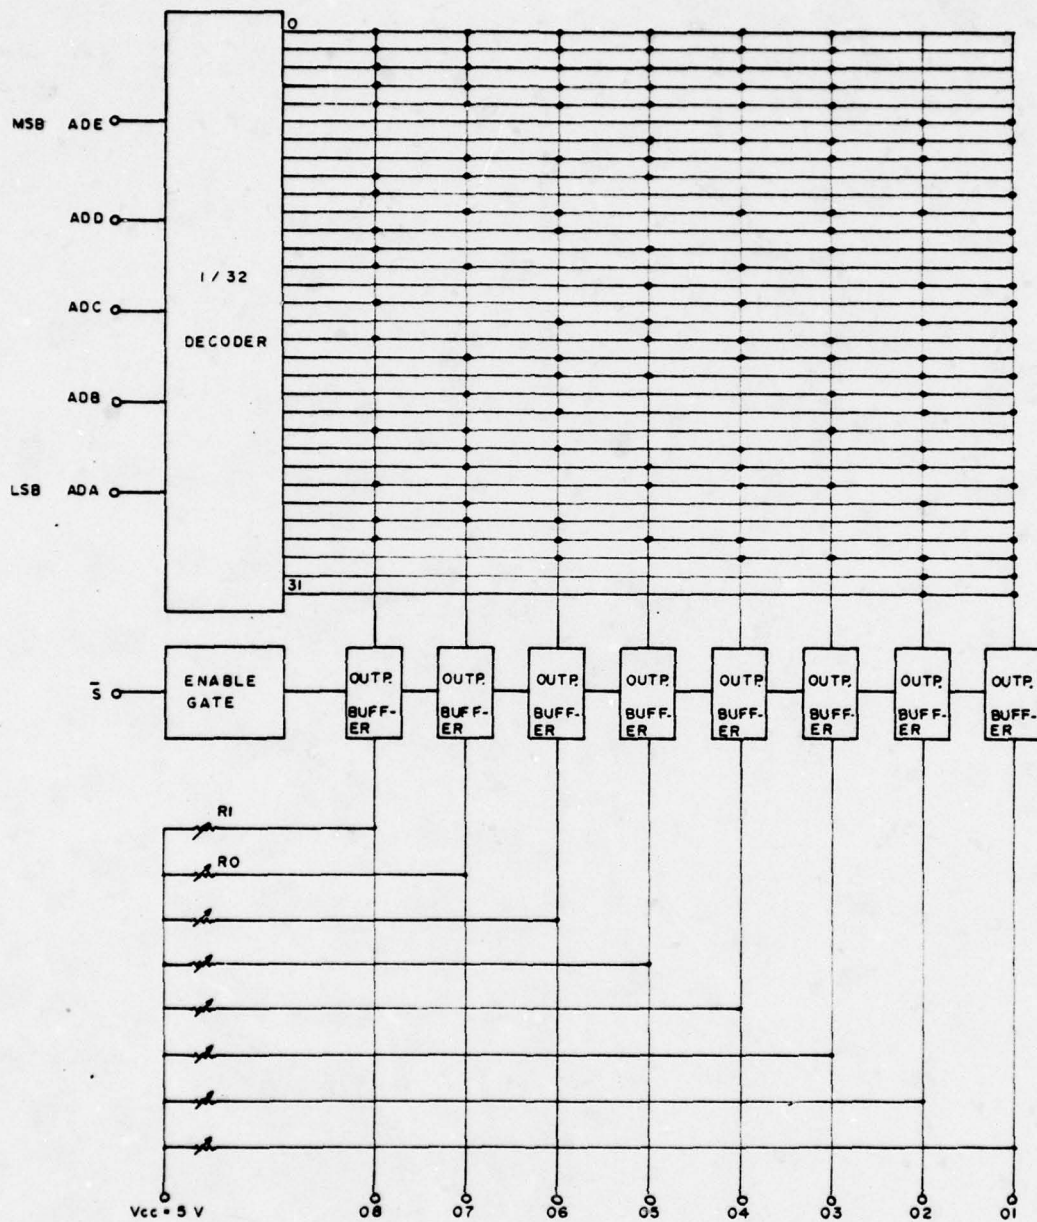 0
MSB ADE
ADD
1 / 32
ADC
DECODER
ADB
LSB ADA
31
S̅
ENABLE
GATE
OUTP.
BUFF-
ER
OUTP.
BUFF-
ER
OUTP.
BUFF-
ER
OUTP.
BUFF-
ER
OUTP.
BUFF-
ER
OUTP.
BUFF-
ER
OUTP.
BUFF-
ER
OUTP.
BUFF-
ER
R1
R0
Vcc = 5 V 08 07 06 05 04 03 02 01